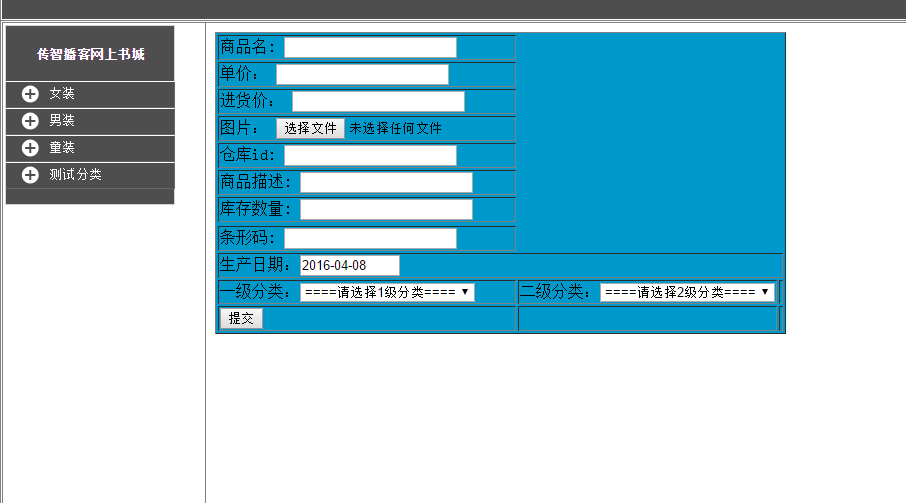 传智播客网上书城
女装
男装
童装
测试分类
商品名:
单价:
进货价:
图片: 选择文件 未选择任何文件
仓库id:
商品描述:
库存数量:
条形码:
生产日期: 2016-04-08
一级分类: ====请选择1级分类==== 二级分类: ====请选择2级分类====
提交